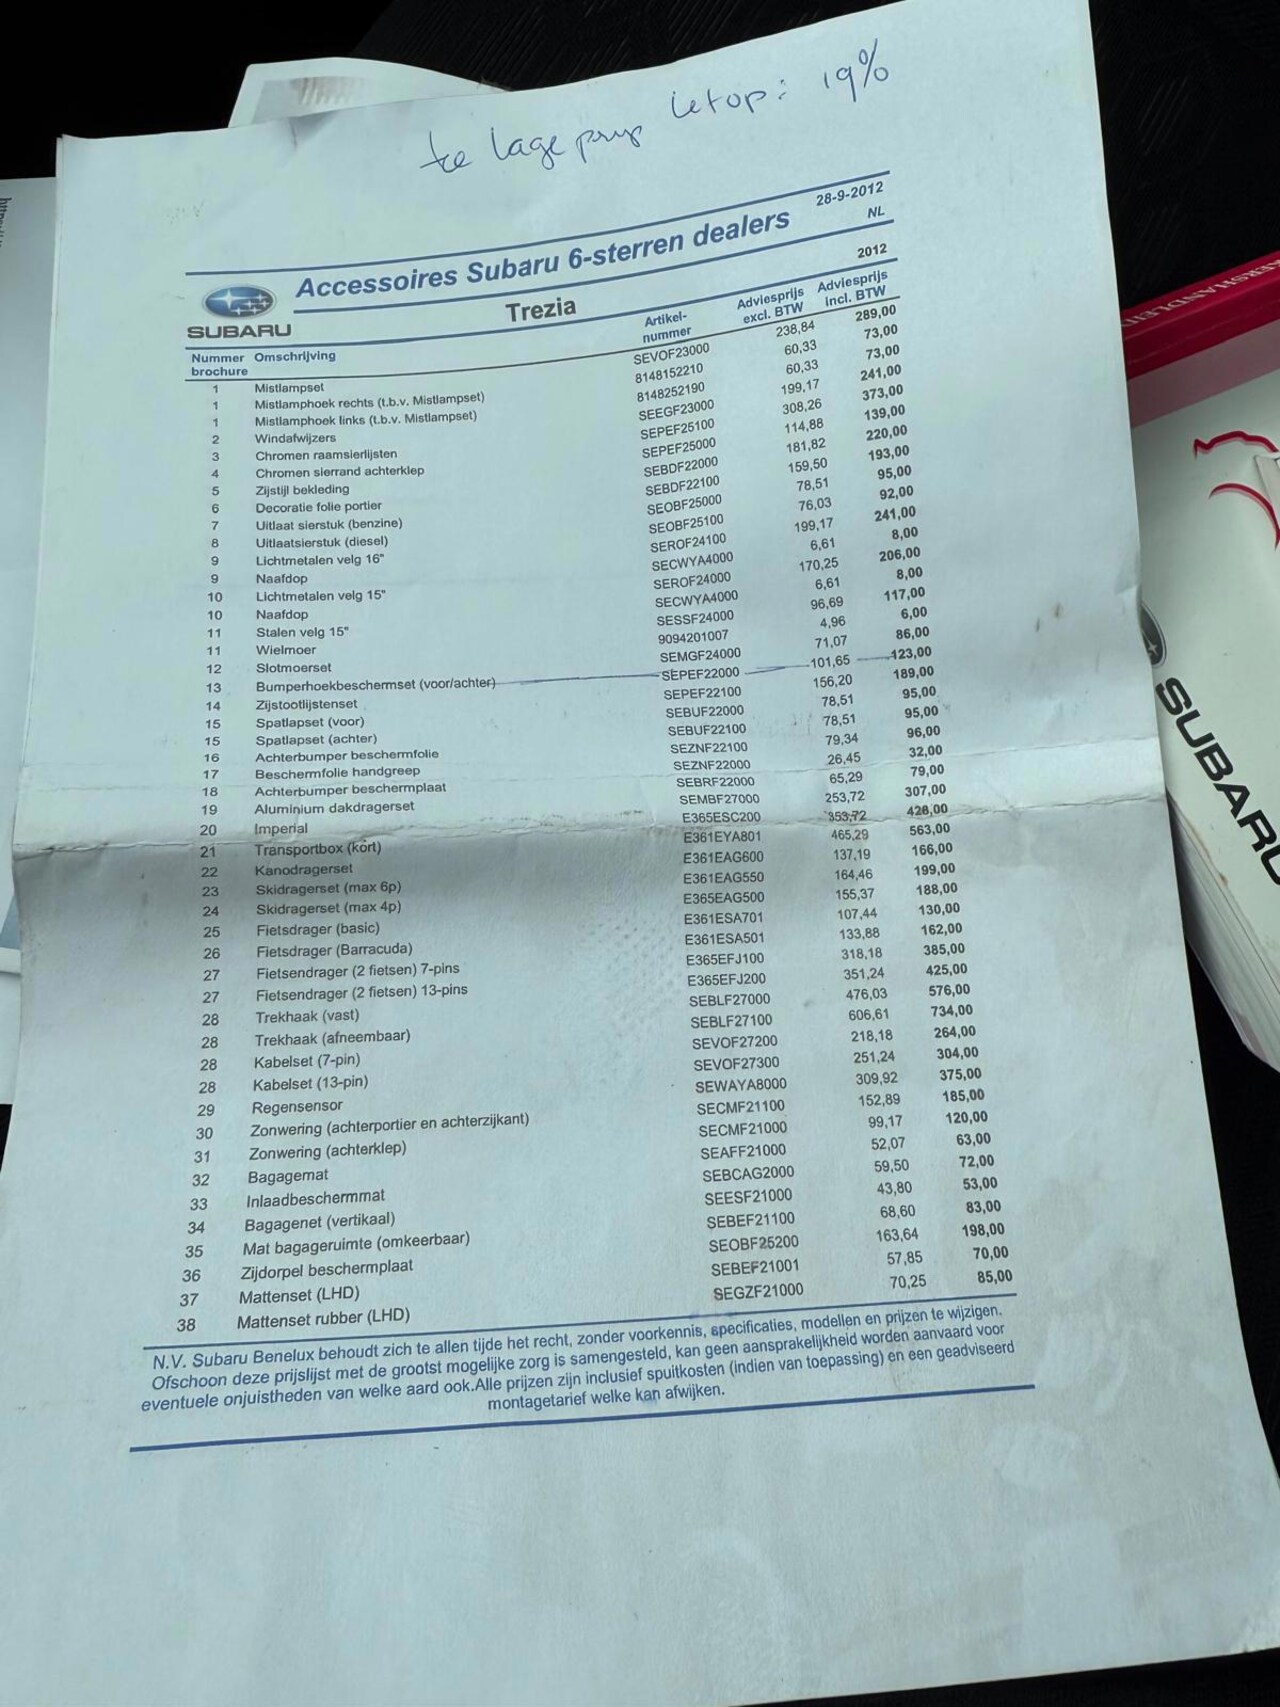 te lage prijs letop: 19%
28-9-2012
Accessoires Subaru 6-sterren dealers
NL
SUBARU
Trezia
2012
Nummer brochure Omschrijving Artikel-nummer Adviesprijs excl. BTW Adviesprijs Incl. BTW
1 Mistlampset SEVOF23000 238,84 289,00
1 Mistlamphoek rechts (t.b.v. Mistlampset) 8148152210 60,33 73,00
1 Mistlamphoek links (t.b.v. Mistlampset) 8148252190 60,33 73,00
2 Windafwijzers SEEGF23000 199,17 241,00
3 Chromen raamsierlijsten SEPEF25100 308,26 373,00
4 Chromen sierrand achterklep SEPEF25000 114,88 139,00
5 Zijstijl bekleding SEBDF22000 181,82 220,00
6 Decoratie folie portier SEBDF22100 159,50 193,00
7 Uitlaat sierstuk (benzine) SEOBF25000 78,51 95,00
8 Uitlaatsierstuk (diesel) SEOBF25100 76,03 92,00
9 Lichtmetalen velg 16" SEROF24100 199,17 241,00
9 Naafdop SECWYA4000 6,61 8,00
10 Lichtmetalen velg 15" SEROF24000 170,25 206,00
10 Naafdop SECWYA4000 6,61 8,00
11 Stalen velg 15" SESSF24000 96,69 117,00
11 Wielmoer 9094201007 4,96 6,00
12 Slotmoerset SEMGF24000 71,07 86,00
13 Bumperhoekbeschermset (voor/achter) SEPEF22000 101,65 123,00
14 Zijstootlijstenset SEPEF22100 156,20 189,00
15 Spatlapset (voor) SEBUF22000 78,51 95,00
15 Spatlapset (achter) SEBUF22100 78,51 95,00
16 Achterbumper beschermfolie SEZNF22100 79,34 96,00
17 Beschermfolie handgreep SEZNF22000 26,45 32,00
18 Achterbumper beschermplaat SEBRF22000 65,29 79,00
19 Aluminium dakdragerset SEMBF27000 253,72 307,00
20 Imperial E365ESC200 353,72 428,00
21 Transportbox (kort) E361EYA801 465,29 563,00
22 Kanodragerset E361EAG600 137,19 166,00
23 Skidragerset (max 6p) E361EAG550 164,46 199,00
24 Skidragerset (max 4p) E365EAG500 155,37 188,00
25 Fietsdrager (basic) E361ESA701 107,44 130,00
26 Fietsdrager (Barracuda) E361ESA501 133,88 162,00
27 Fietsendrager (2 fietsen) 7-pins E365EFJ100 318,18 385,00
27 Fietsendrager (2 fietsen) 13-pins E365EFJ200 351,24 425,00
28 Trekhaak (vast) SEBLF27000 476,03 576,00
28 Trekhaak (afneembaar) SEBLF27100 606,61 734,00
28 Kabelset (7-pin) SEVOF27200 218,18 264,00
28 Kabelset (13-pin) SEVOF27300 251,24 304,00
29 Regensensor SEWAYA8000 309,92 375,00
30 Zonwering (achterportier en achterzijkant) SECMF21100 152,89 185,00
31 Zonwering (achterklep) SECMF21000 99,17 120,00
32 Bagagemat SEAFF21000 52,07 63,00
33 Inlaadbeschermmat SEBCAG2000 59,50 72,00
34 Bagagenet (vertikaal) SEESF21000 43,80 53,00
35 Mat bagageruimte (omkeerbaar) SEBEF21100 68,60 83,00
36 Zijdorpel beschermplaat SEOBF25200 163,64 198,00
37 Mattenset (LHD) SEBEF21001 57,85 70,00
38 Mattenset rubber (LHD) SEGZF21000 70,25 85,00
N.V. Subaru Benelux behoudt zich te allen tijde het recht, zonder voorkennis, specificaties, modellen en prijzen te wijzigen.
Ofschoon deze prijslijst met de grootst mogelijke zorg is samengesteld, kan geen aansprakelijkheid worden aanvaard voor
eventuele onjuistheden van welke aard ook.Alle prijzen zijn inclusief spuitkosten (indien van toepassing) en een geadviseerd
montagetarief welke kan afwijken.
SUBARU